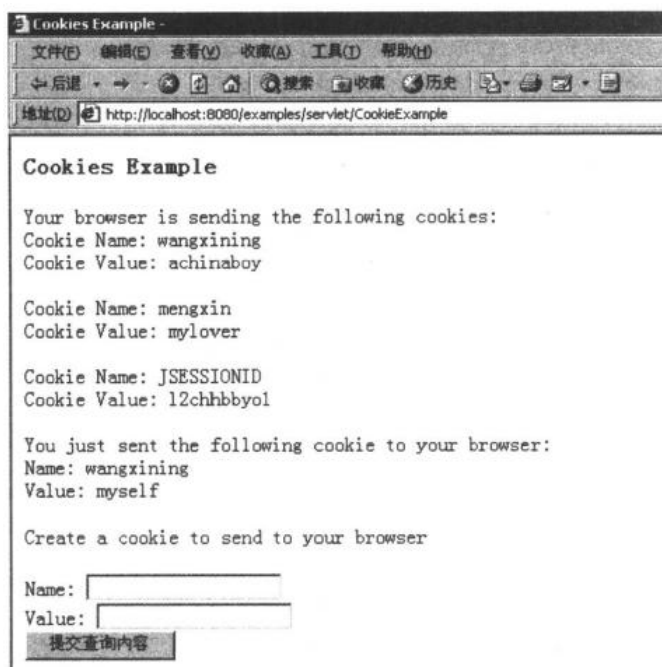 Cookies Example -
文件(F) 编辑(E) 查看(V) 收藏(A) 工具(T) 帮助(H)
后退 搜索 收藏 历史
地址(D) http://localhost:8080/examples/servlet/CookieExample
Cookies Example
Your browser is sending the following cookies:
Cookie Name: wangxining
Cookie Value: achinaboy
Cookie Name: mengxin
Cookie Value: mylover
Cookie Name: JSESSIONID
Cookie Value: l2chhbbyo1
You just sent the following cookie to your browser:
Name: wangxining
Value: myself
Create a cookie to send to your browser
Name:
Value:
提交查询内容